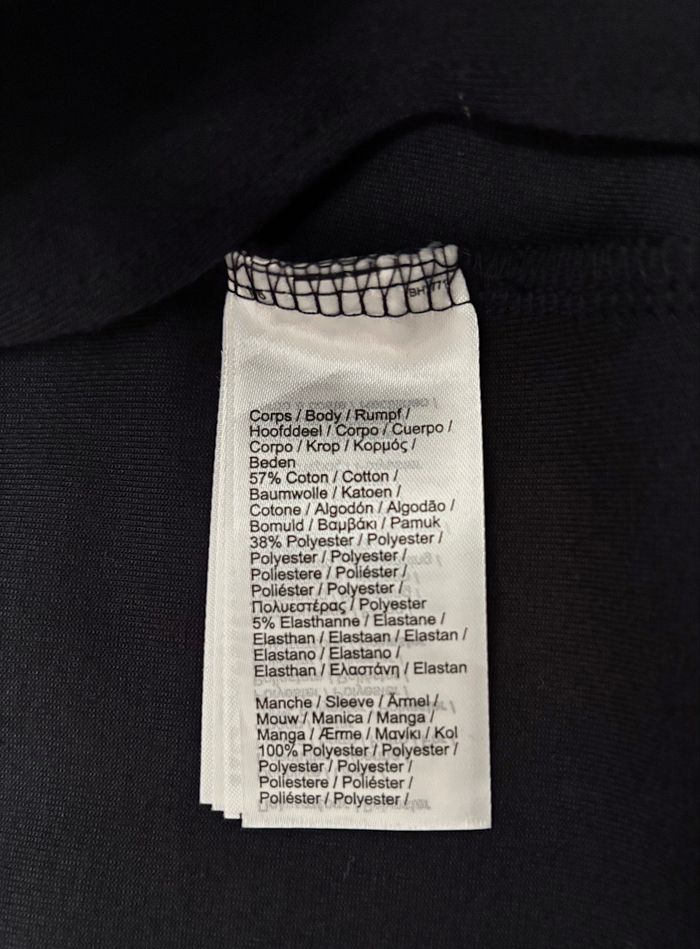 Corps / Body / Rumpf /
Hoofddeel / Corpo / Cuerpo /
Corpo / Krop / Κορμός /
Beden
57% Coton / Cotton /
Baumwolle / Katoen /
Cotone / Algodón / Algodão /
Bomuld / Βαμβάκι / Pamuk
38% Polyester / Polyester /
Polyester / Polyester /
Poliestere / Poliéster /
Poliéster / Polyester /
Πολυεστέρας / Polyester
5% Elasthanne / Elastane /
Elasthan / Elastaan / Elastan /
Elastano / Elastano /
Elasthan / Ελαστάνη / Elastan
Manche / Sleeve / Ärmel /
Mouw / Manica / Manga /
Manga / Ærme / Μανίκι / Kol
100% Polyester / Polyester /
Polyester / Polyester /
Poliestere / Poliéster /
Poliéster / Polyester /